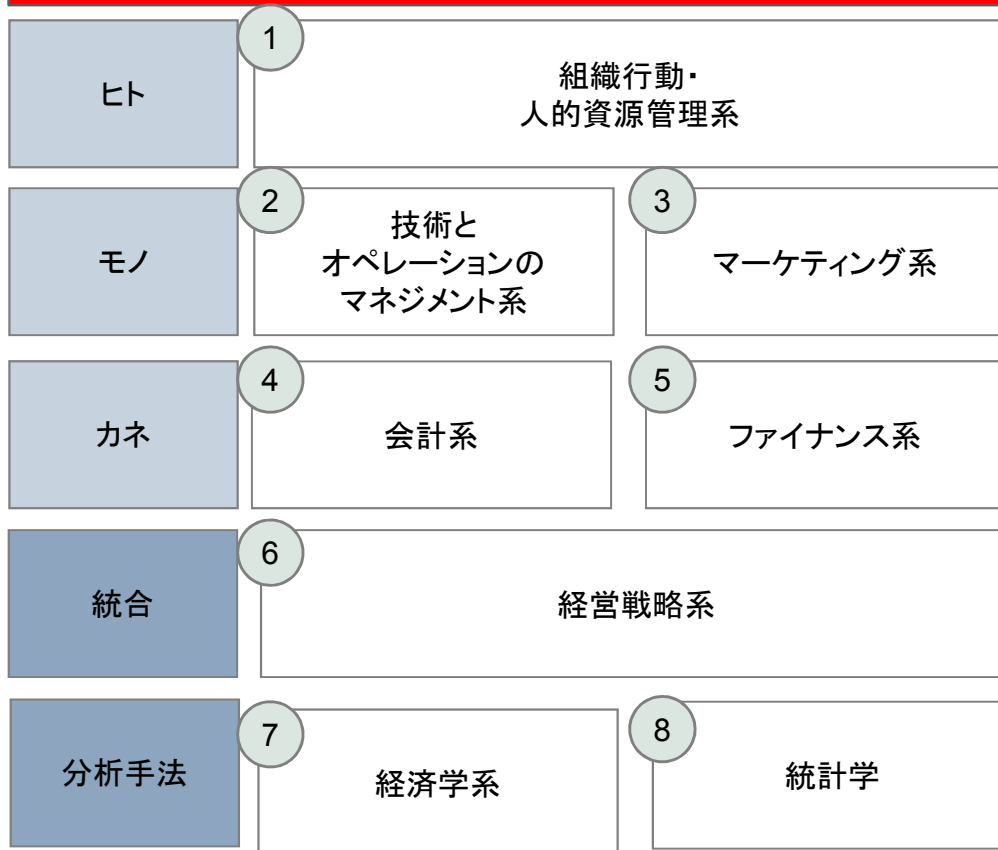 ヒト
1
組織行動・
人的資源管理系
モノ
2
技術と
オペレーションの
マネジメント系
3
マーケティング系
カネ
4
会計系
5
ファイナンス系
統合
6
経営戦略系
分析手法
7
経済学系
8
統計学